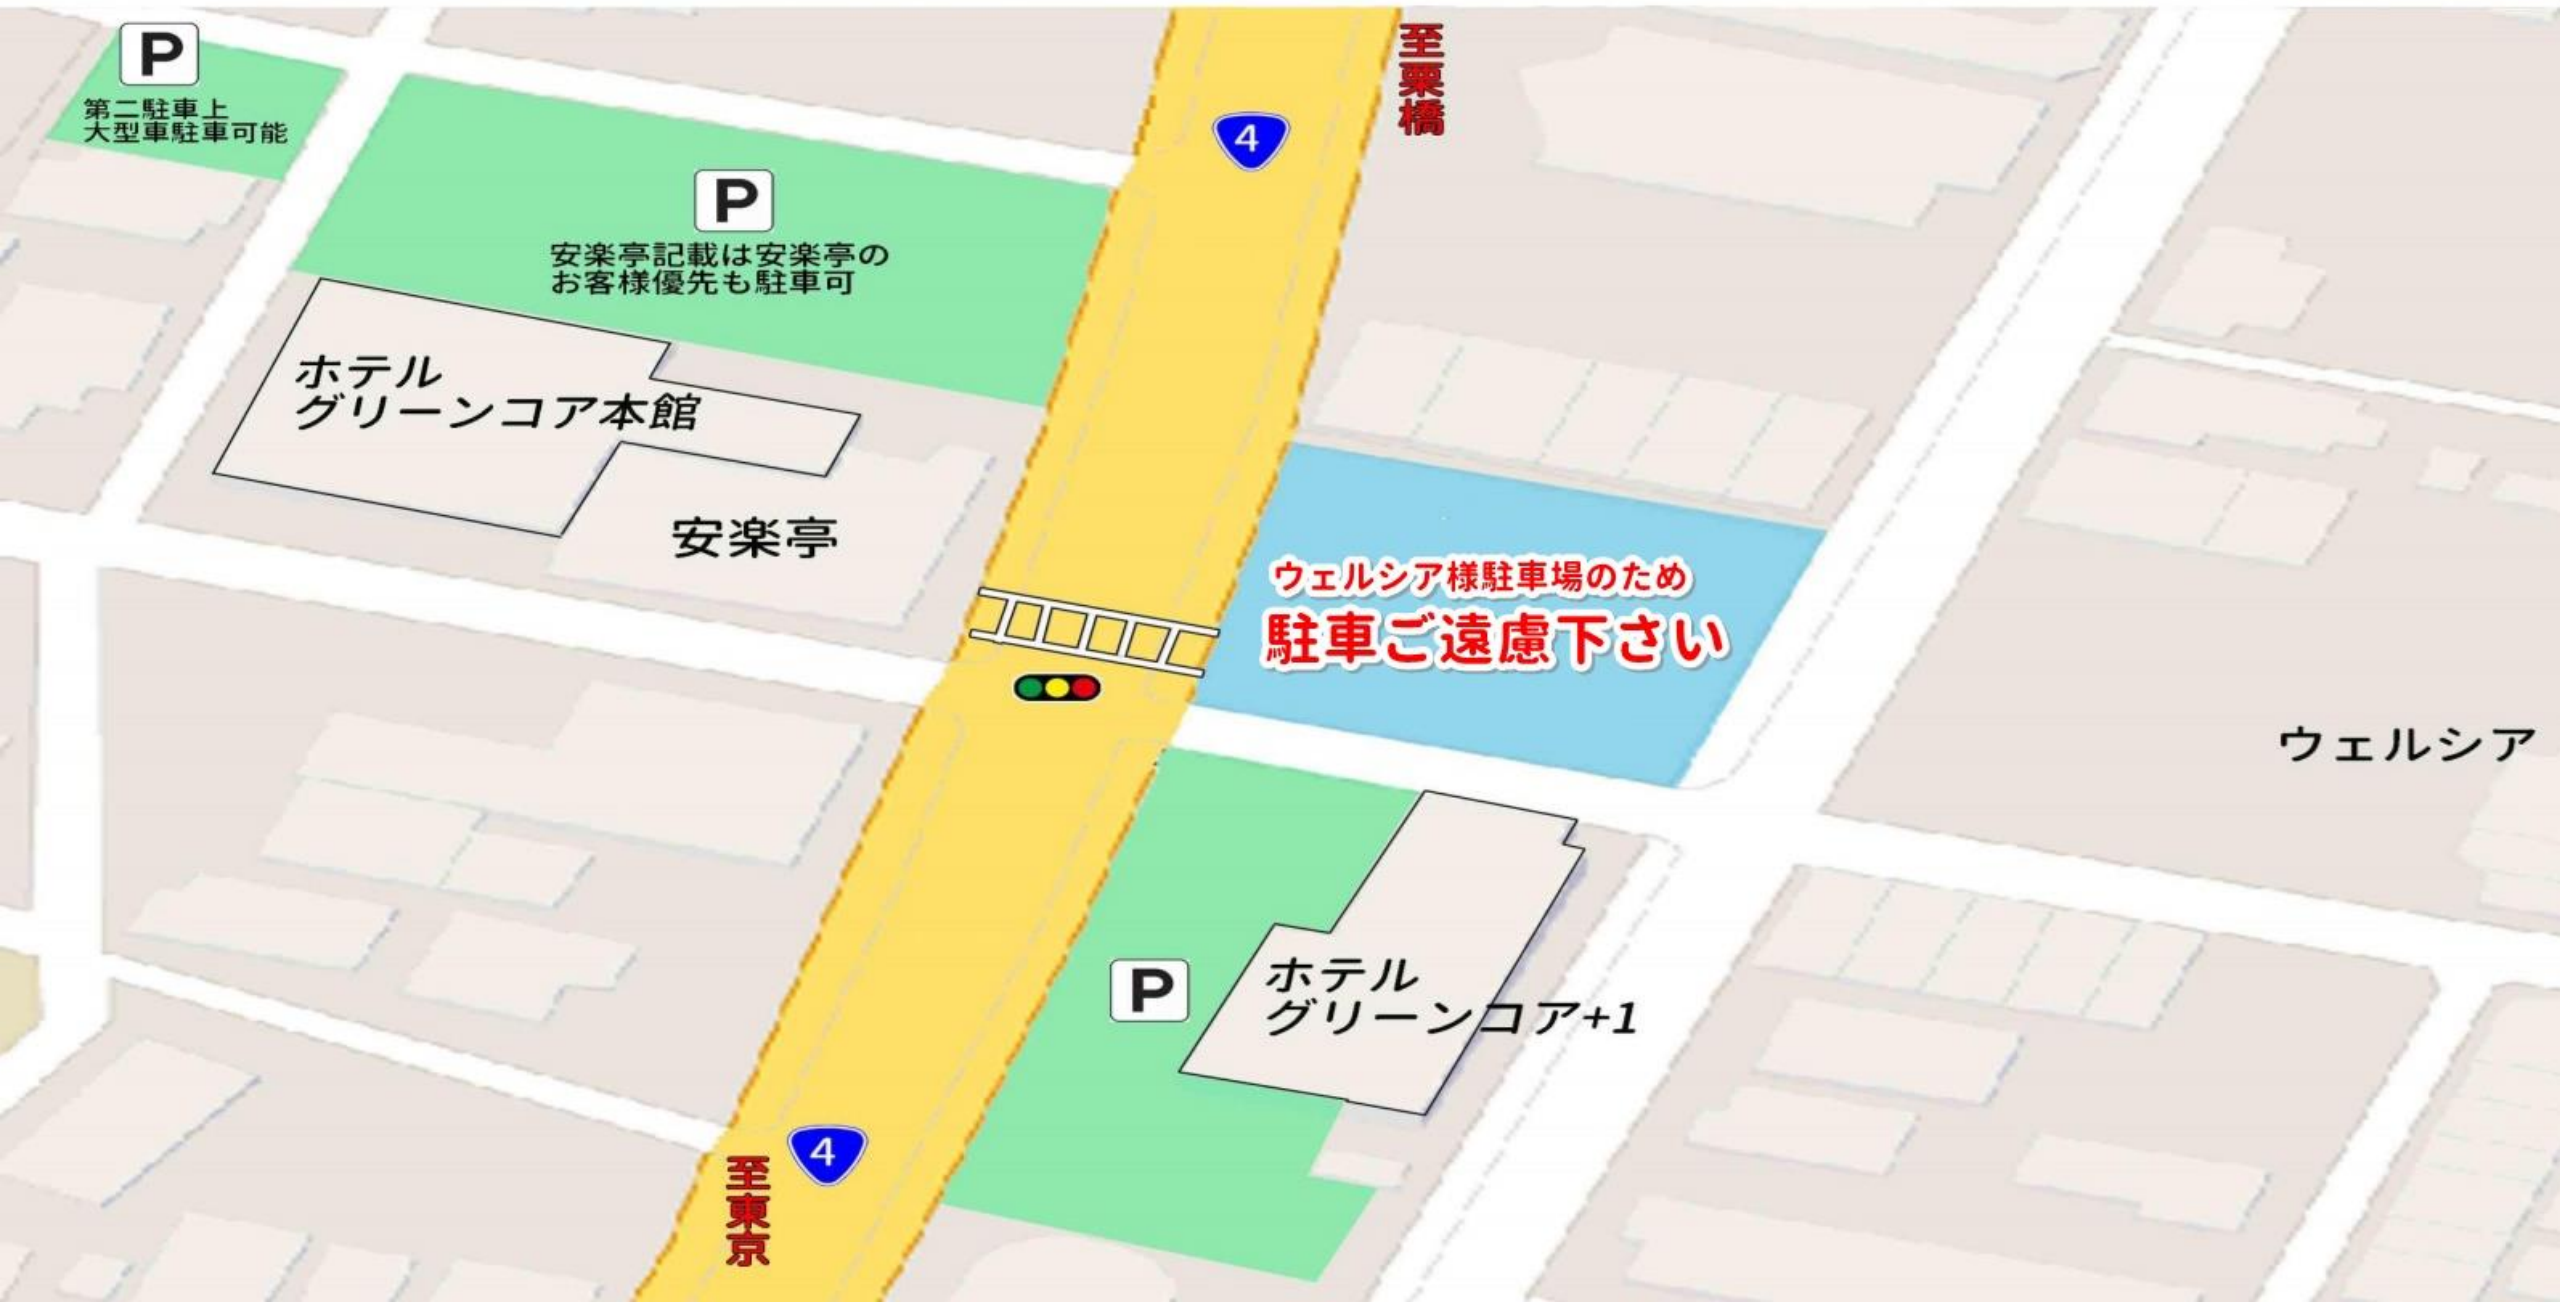 P
第二駐車上
大型車駐車可能
P
安楽亭記載は安楽亭の
お客様優先も駐車可
至栗橋
4
ホテル
グリーンコア本館
安楽亭
ウェルシア様駐車場のため
駐車ご遠慮下さい
ウェルシア
P
ホテル
グリーンコア+1
4
至東京